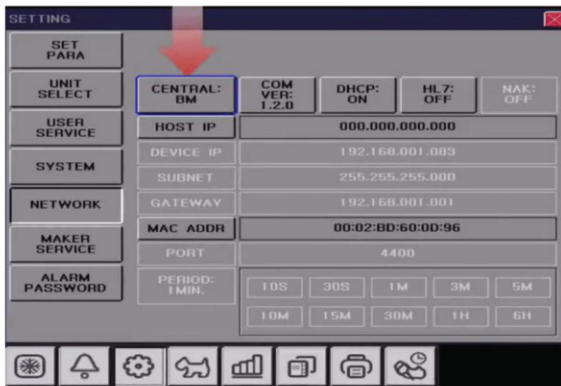 SETTING
SET
PARA
UNIT
SELECT
USER
SERVICE
SYSTEM
NETWORK
MAKER
SERVICE
ALARM
PASSWORD
CENTRAL:
BM
COM
VER:
1.2.0
DHCP:
ON
HL7:
OFF
NAK:
OFF
HOST IP
000.000.000.000
DEVICE IP
192.168.001.083
SUBNET
255.255.255.000
GATEWAY
192.168.001.001
MAC ADDR
00:02:BD:60:0D:96
PORT
4400
PERIOD:
1MIN.
10S
30S
1M
3M
5M
10M
15M
30M
1H
6H